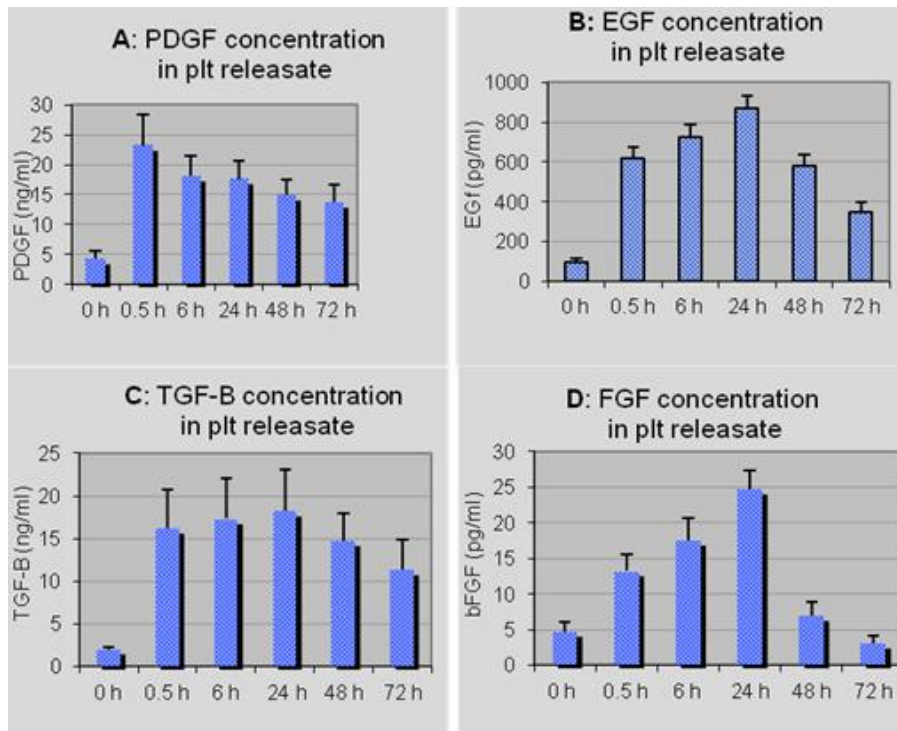 A: PDGF concentration
in plt releasate
PDGF (ng/ml)
30
25
20
15
10
5
0
0 h 0.5 h 6 h 24 h 48 h 72 h
B: EGF concentration
in plt releasate
EGf (pg/ml)
1000
800
600
400
200
0
0 h 0.5 h 6 h 24 h 48 h 72 h
C: TGF-B concentration
in plt releasate
TGF-B (ng/ml)
25
20
15
10
5
0
0 h 0.5 h 6 h 24 h 48 h 72 h
D: FGF concentration
in plt releasate
bFGF (pg/ml)
30
25
20
15
10
5
0
0 h 0.5 h 6 h 24 h 48 h 72 h